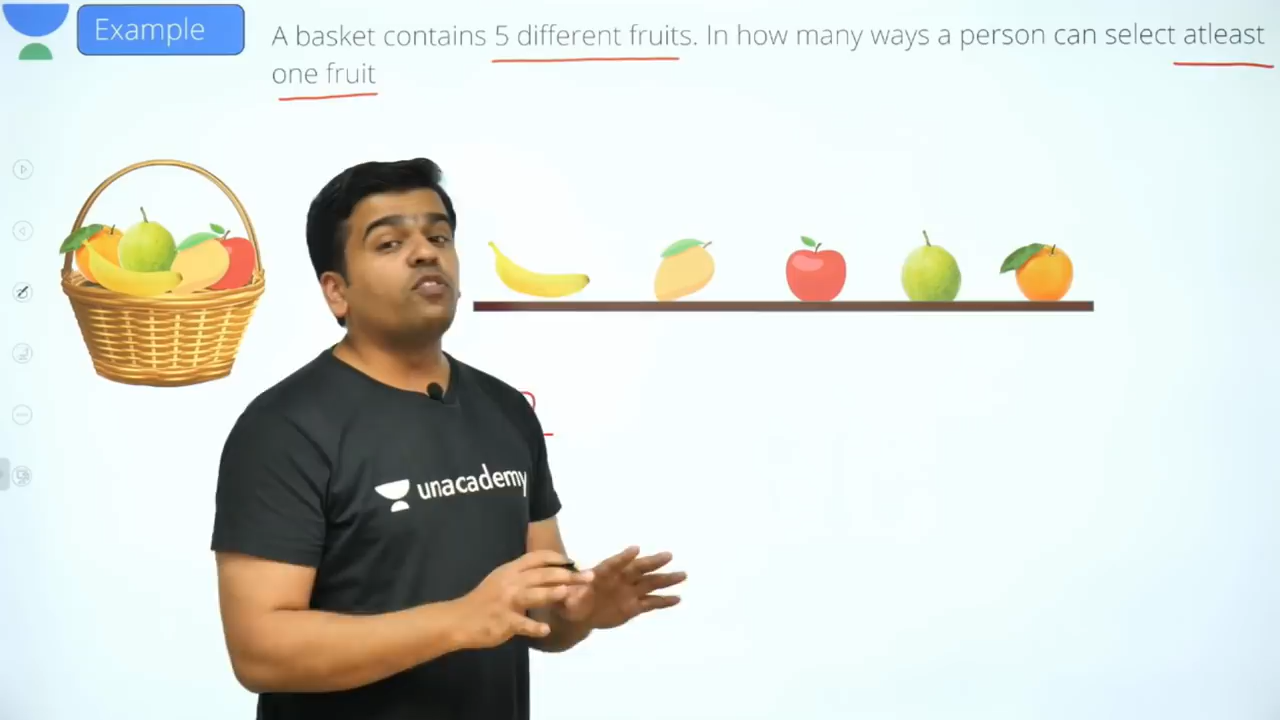 Example
A basket contains 5 different fruits. In how many ways a person can select atleast
one fruit
unacademy